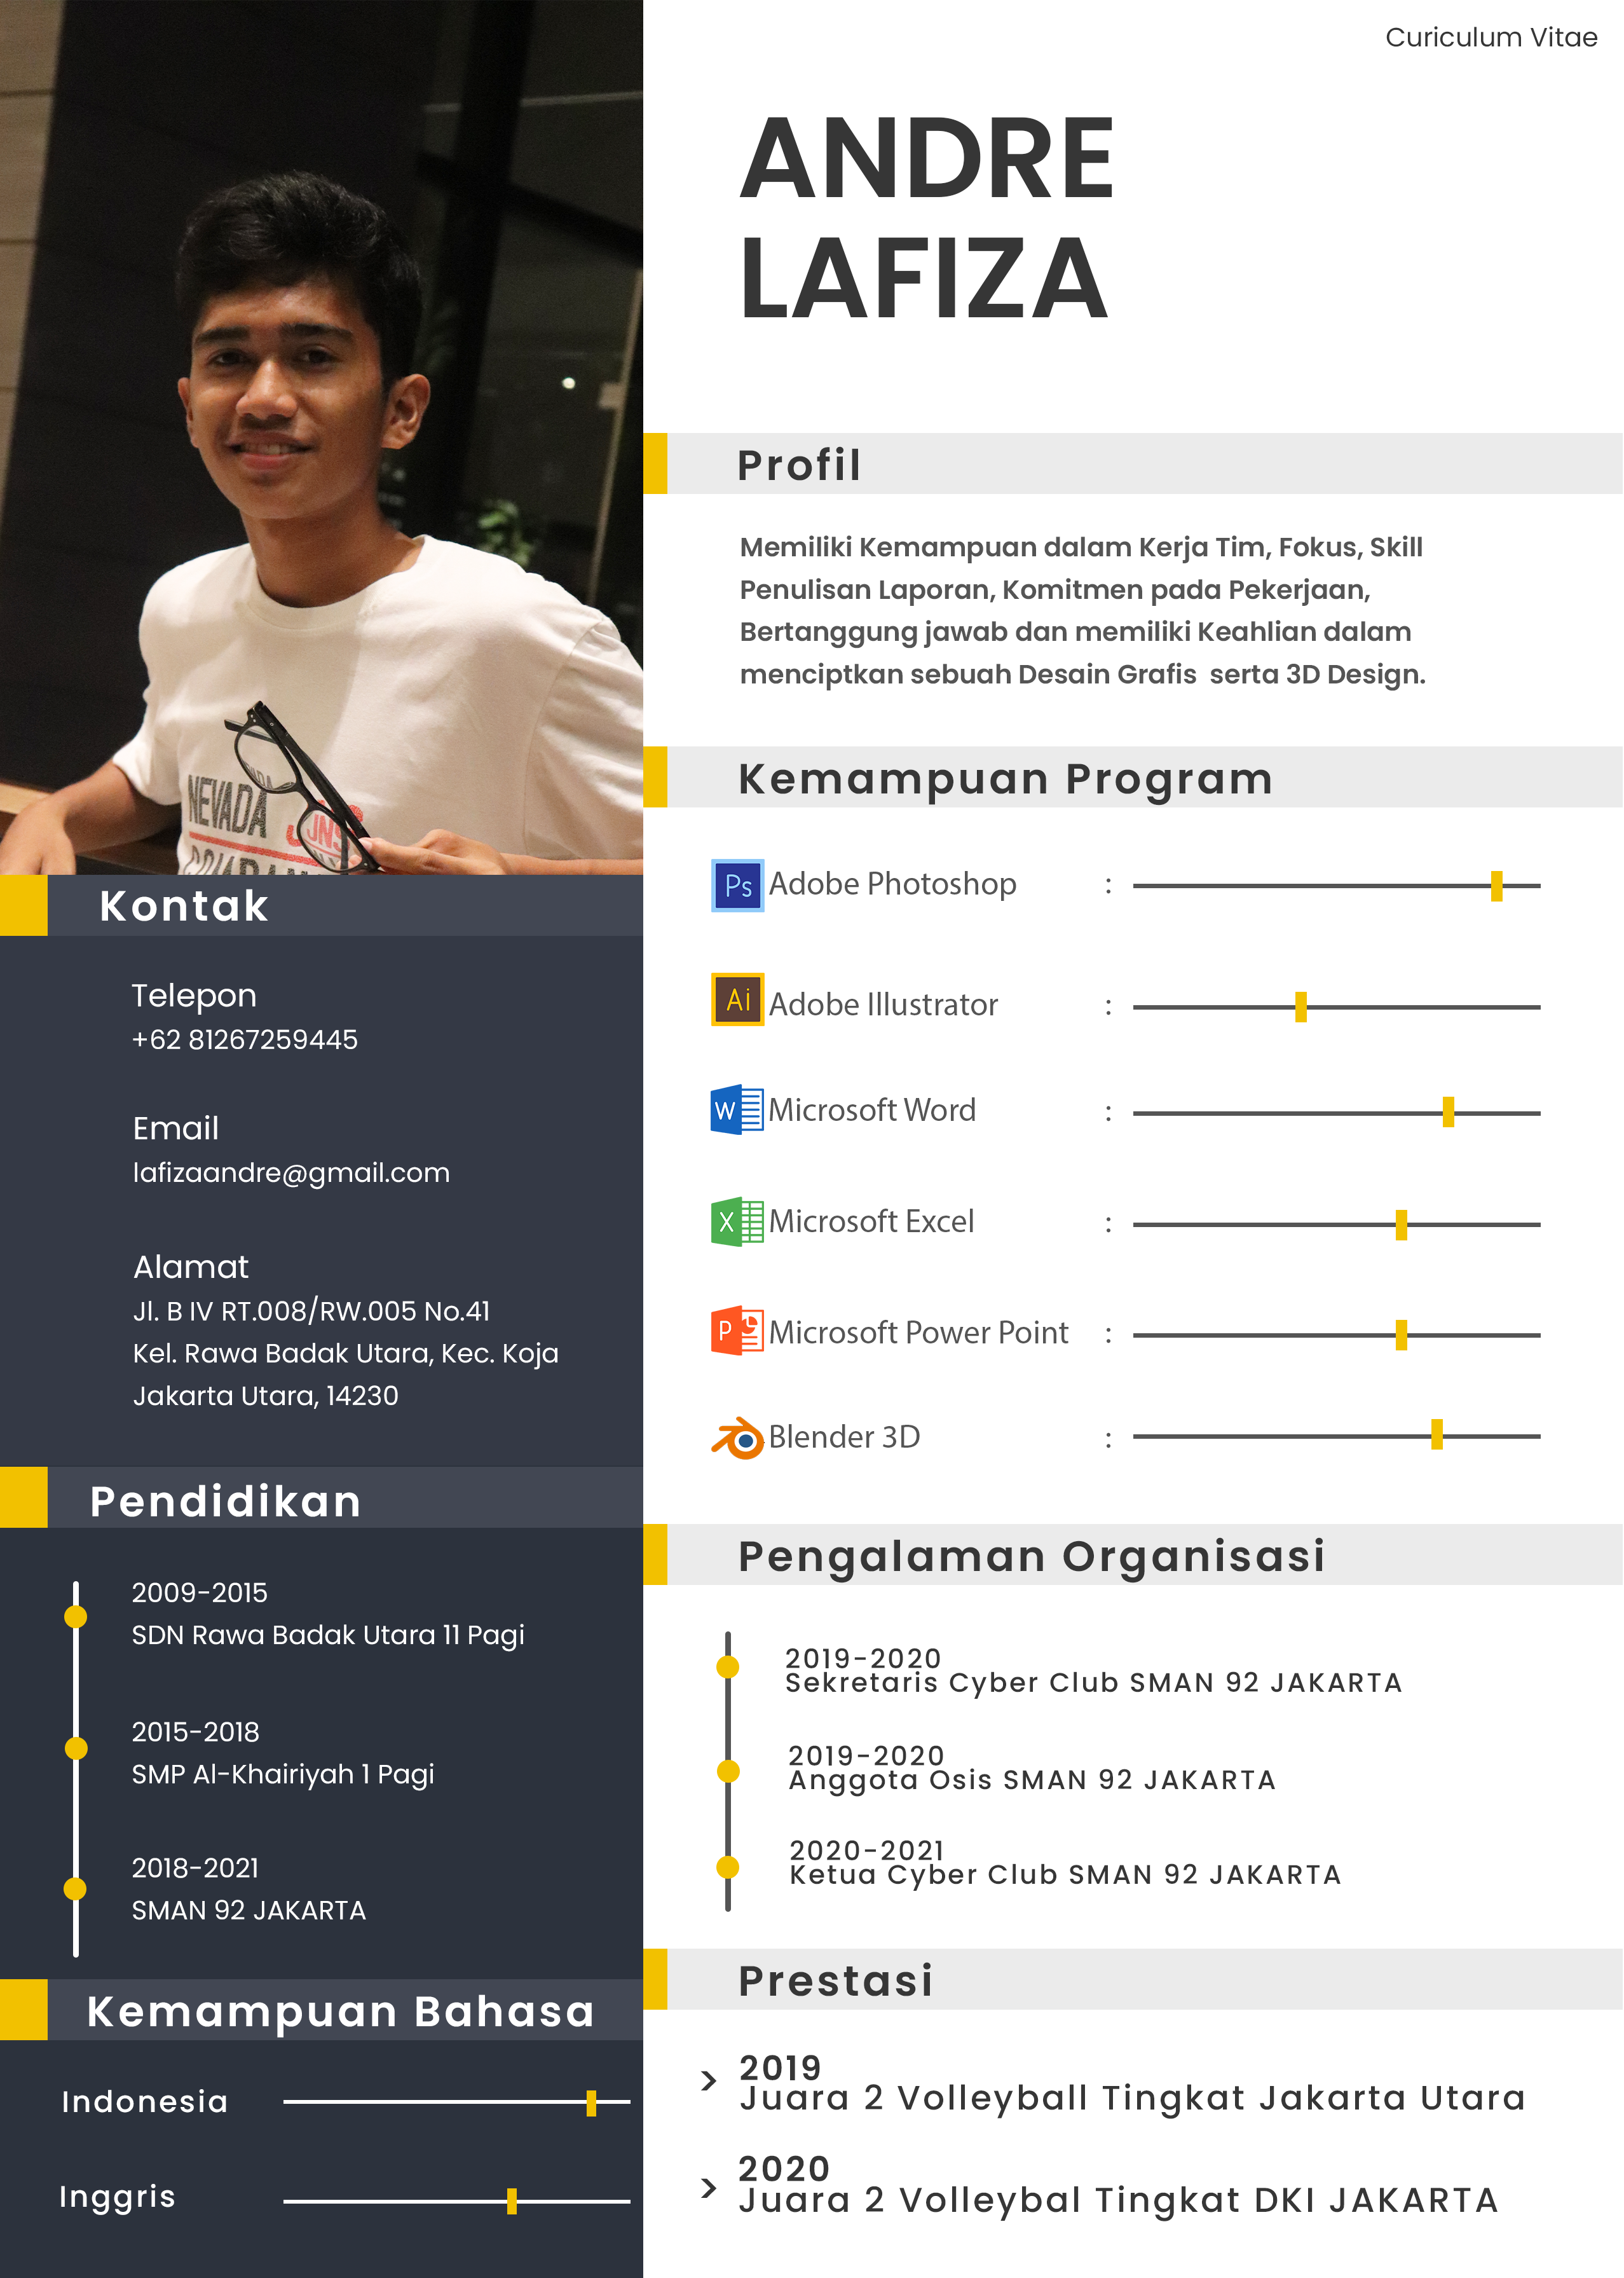 Curiculum Vitae
ANDRE
LAFIZA
Profil
Memiliki Kemampuan dalam Kerja Tim, Fokus, Skill
Penulisan Laporan, Komitmen pada Pekerjaan,
Bertanggung jawab dan memiliki Keahlian dalam
menciptkan sebuah Desain Grafis serta 3D Design.
Kemampuan Program
Ps Adobe Photoshop :
Ai Adobe Illustrator :
W Microsoft Word :
X Microsoft Excel :
P Microsoft Power Point :
Blender 3D :
Pengalaman Organisasi
2019-2020
Sekretaris Cyber Club SMAN 92 JAKARTA
2019-2020
Anggota Osis SMAN 92 JAKARTA
2020-2021
Ketua Cyber Club SMAN 92 JAKARTA
Prestasi
> 2019
Juara 2 Volleyball Tingkat Jakarta Utara
> 2020
Juara 2 Volleybal Tingkat DKI JAKARTA
NEVADA
JNS
Kontak
Telepon
+62 81267259445
Email
lafizaandre@gmail.com
Alamat
Jl. B IV RT.008/RW.005 No.41
Kel. Rawa Badak Utara, Kec. Koja
Jakarta Utara, 14230
Pendidikan
2009-2015
SDN Rawa Badak Utara 11 Pagi
2015-2018
SMP Al-Khairiyah 1 Pagi
2018-2021
SMAN 92 JAKARTA
Kemampuan Bahasa
Indonesia
Inggris